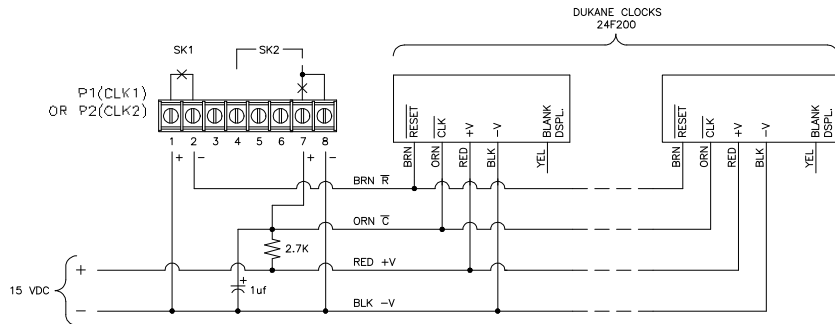 DUKANE CLOCKS
24F200
SK1
SK2
P1(CLK1)
OR P2(CLK2)
1 2 3 4 5 6 7 8
+ − + −
RESET
CLK
+V
−V
BLANK
DSPL.
BRN
ORN
RED
BLK
YEL
RESET
CLK
+V
−V
BLANK
DSPL.
BRN
ORN
RED
BLK
YEL
BRN R
ORN C
2.7K
RED +V
15 VDC
+
−
+
1uf
BLK −V